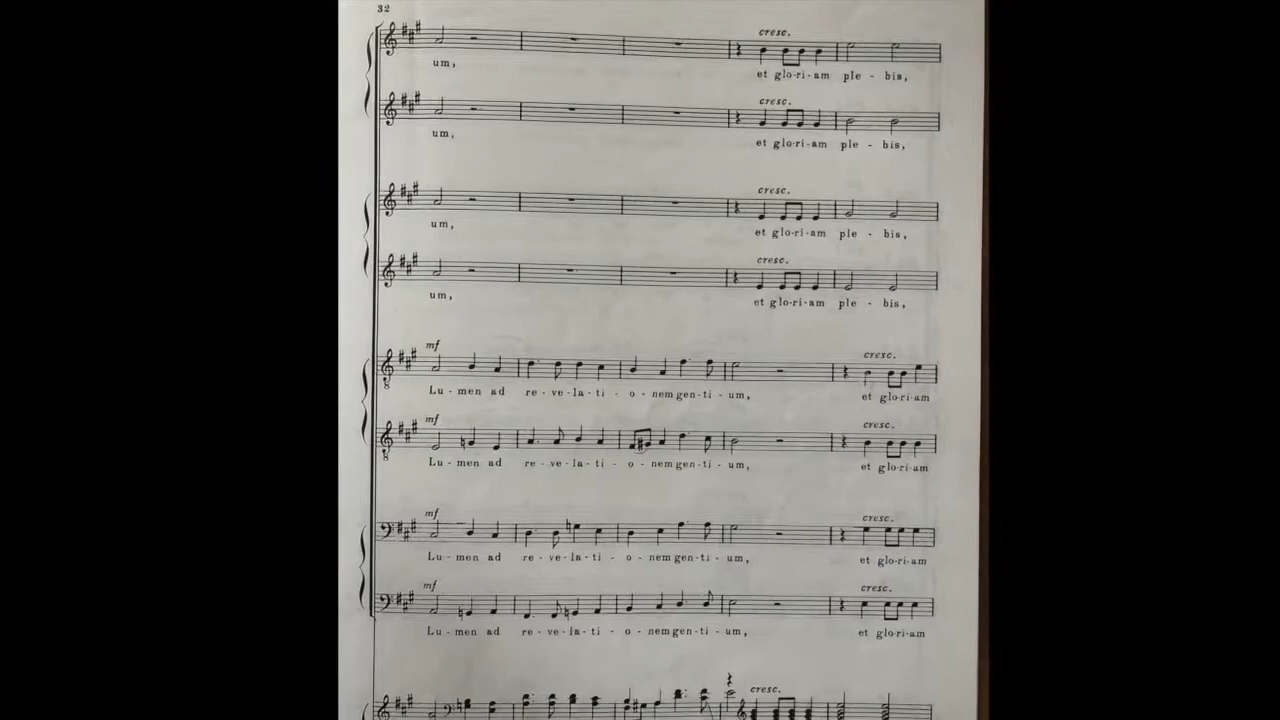 32
cresc.
um, et glo-ri-am ple - bis,
cresc.
um, et glo-ri-am ple - bis,
cresc.
um, et glo-ri-am ple - bis,
cresc.
um, et glo-ri-am ple - bis,
mf cresc.
Lu - men ad re - ve - la - ti - o - nem gen - ti - um, et glo-ri-am
mf cresc.
Lu - men ad re - ve - la - ti - o - nem gen - ti - um, et glo-ri-am
mf cresc.
Lu - men ad re - ve - la - ti - o - nem gen - ti - um, et glo-ri-am
mf cresc.
Lu - men ad re - ve - la - ti - o - nem gen - ti - um, et glo-ri-am
cresc.